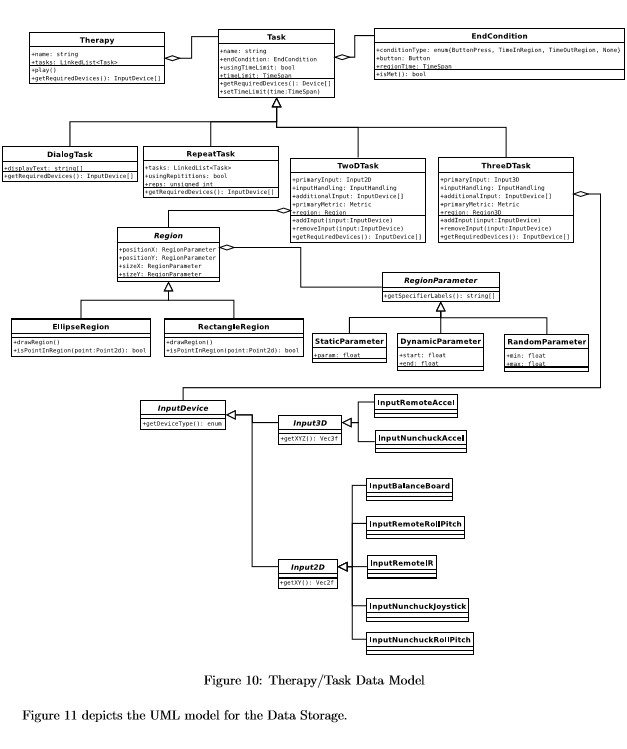 Therapy
+name: string
+tasks: LinkedList<Task>
+play()
+getRequiredDevices(): InputDevice[]
Task
+name: string
+endCondition: EndCondition
+usingTimeLimit: bool
+timeLimit: TimeSpan
+getRequiredDevices(): Device[]
+setTimeLimit(time:TimeSpan)
EndCondition
+conditionType: enum{ButtonPress, TimeInRegion, TimeOutRegion, None}
+button: Button
+regionTime: TimeSpan
+isMet(): bool
DialogTask
+displayText: string[]
+getRequiredDevices(): InputDevice[]
RepeatTask
+tasks: LinkedList<Task>
+usingRepititions: bool
+reps: unsigned int
+getRequiredDevices(): InputDevice[]
TwoDTask
+primaryInput: Input2D
+inputHandling: InputHandling
+additionalInput: InputDevice[]
+primaryMetric: Metric
+region: Region
+addInput(input:InputDevice)
+removeInput(input:InputDevice)
+getRequiredDevices(): InputDevice[]
ThreeDTask
+primaryInput: Input3D
+inputHandling: InputHandling
+additionalInput: InputDevice[]
+primaryMetric: Metric
+region: Region3D
+addInput(input:InputDevice)
+removeInput(input:InputDevice)
+getRequiredDevices(): InputDevice[]
Region
+positionX: RegionParameter
+positionY: RegionParameter
+sizeX: RegionParameter
+sizeY: RegionParameter
RegionParameter
+getSpecifierLabels(): string[]
EllipseRegion
+drawRegion()
+isPointInRegion(point:Point2d): bool
RectangleRegion
+drawRegion()
+isPointInRegion(point:Point2d): bool
StaticParameter
+param: float
DynamicParameter
+start: float
+end: float
RandomParameter
+min: float
+max: float
InputDevice
+getDeviceType(): enum
Input3D
+getXYZ(): Vec3f
InputRemoteAccel
InputNunchuckAccel
InputBalanceBoard
InputRemoteRollPitch
InputRemoteIR
Input2D
+getXY(): Vec2f
InputNunchuckJoystick
InputNunchuckRollPitch
Figure 10: Therapy/Task Data Model
Figure 11 depicts the UML model for the Data Storage.